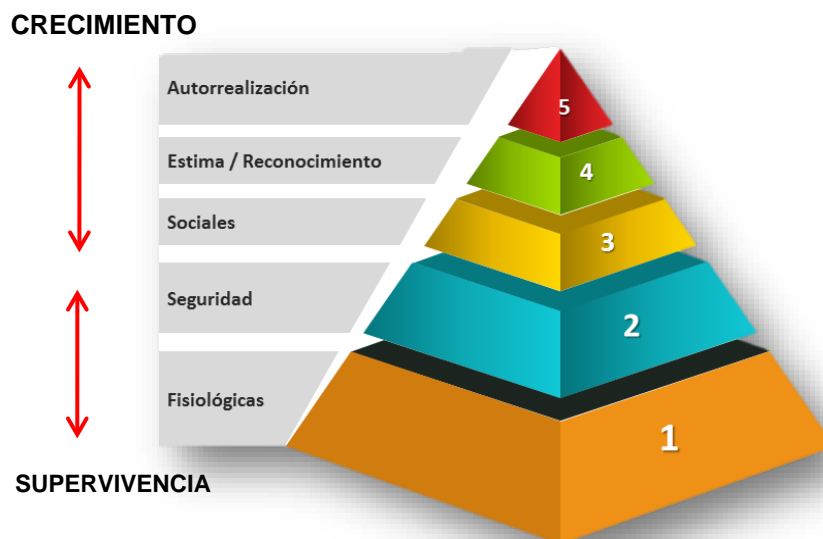 CRECIMIENTO
Autorrealización
5
Estima / Reconocimiento
4
Sociales
3
Seguridad
2
Fisiológicas
1
SUPERVIVENCIA